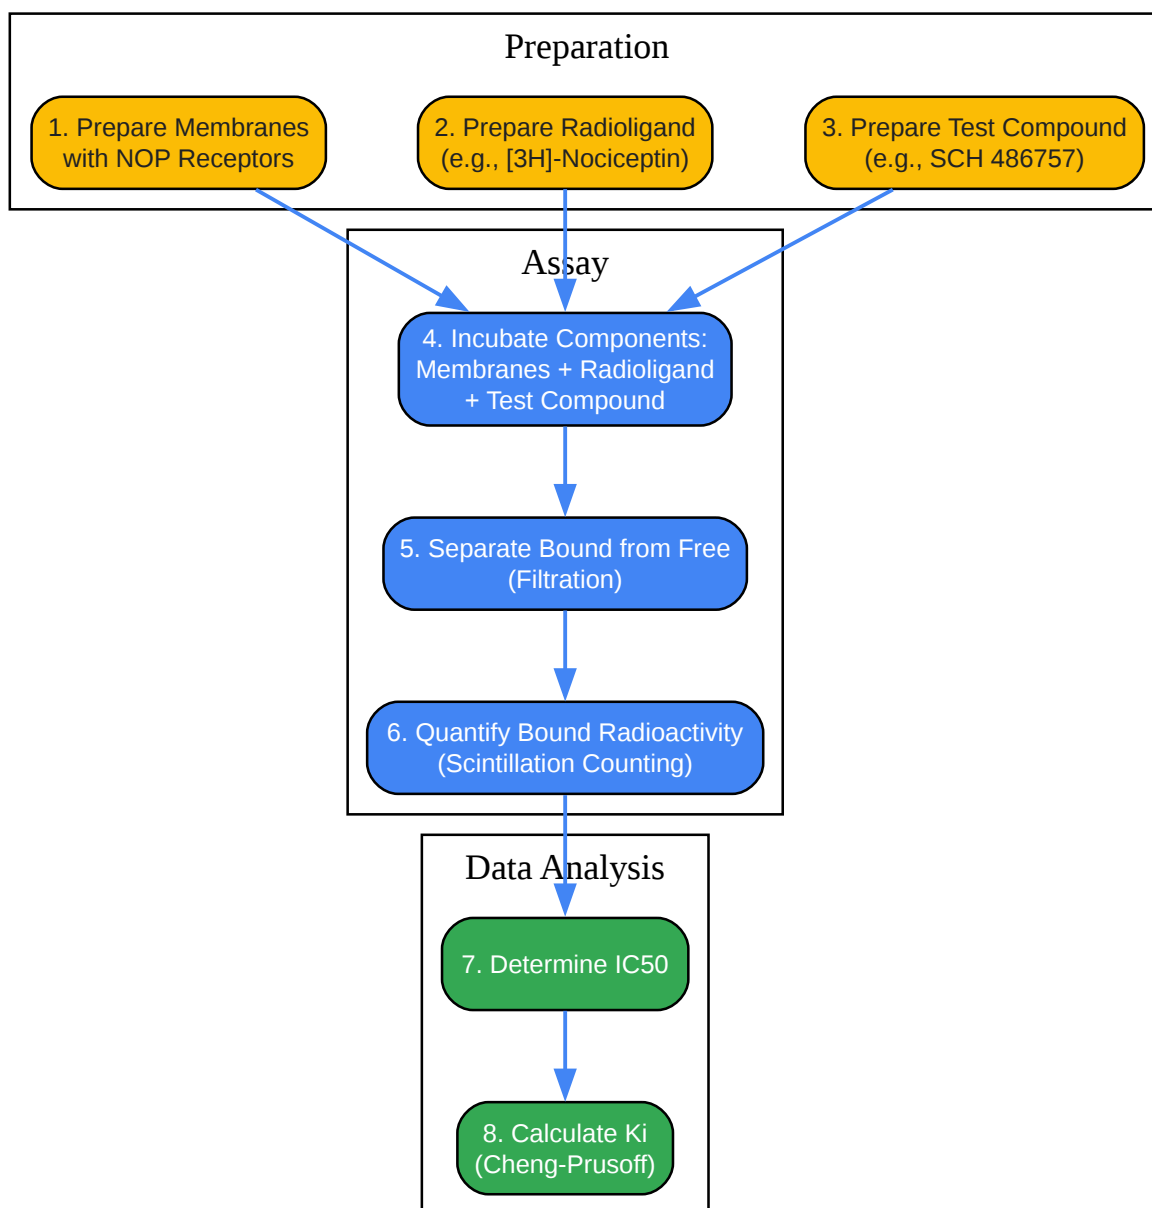 Preparation
1. Prepare Membranes
with NOP Receptors
2. Prepare Radioligand
(e.g., [3H]-Nociceptin)
3. Prepare Test Compound
(e.g., SCH 486757)
Assay
4. Incubate Components:
Membranes + Radioligand
+ Test Compound
5. Separate Bound from Free
(Filtration)
6. Quantify Bound Radioactivity
(Scintillation Counting)
Data Analysis
7. Determine IC50
8. Calculate Ki
(Cheng-Prusoff)